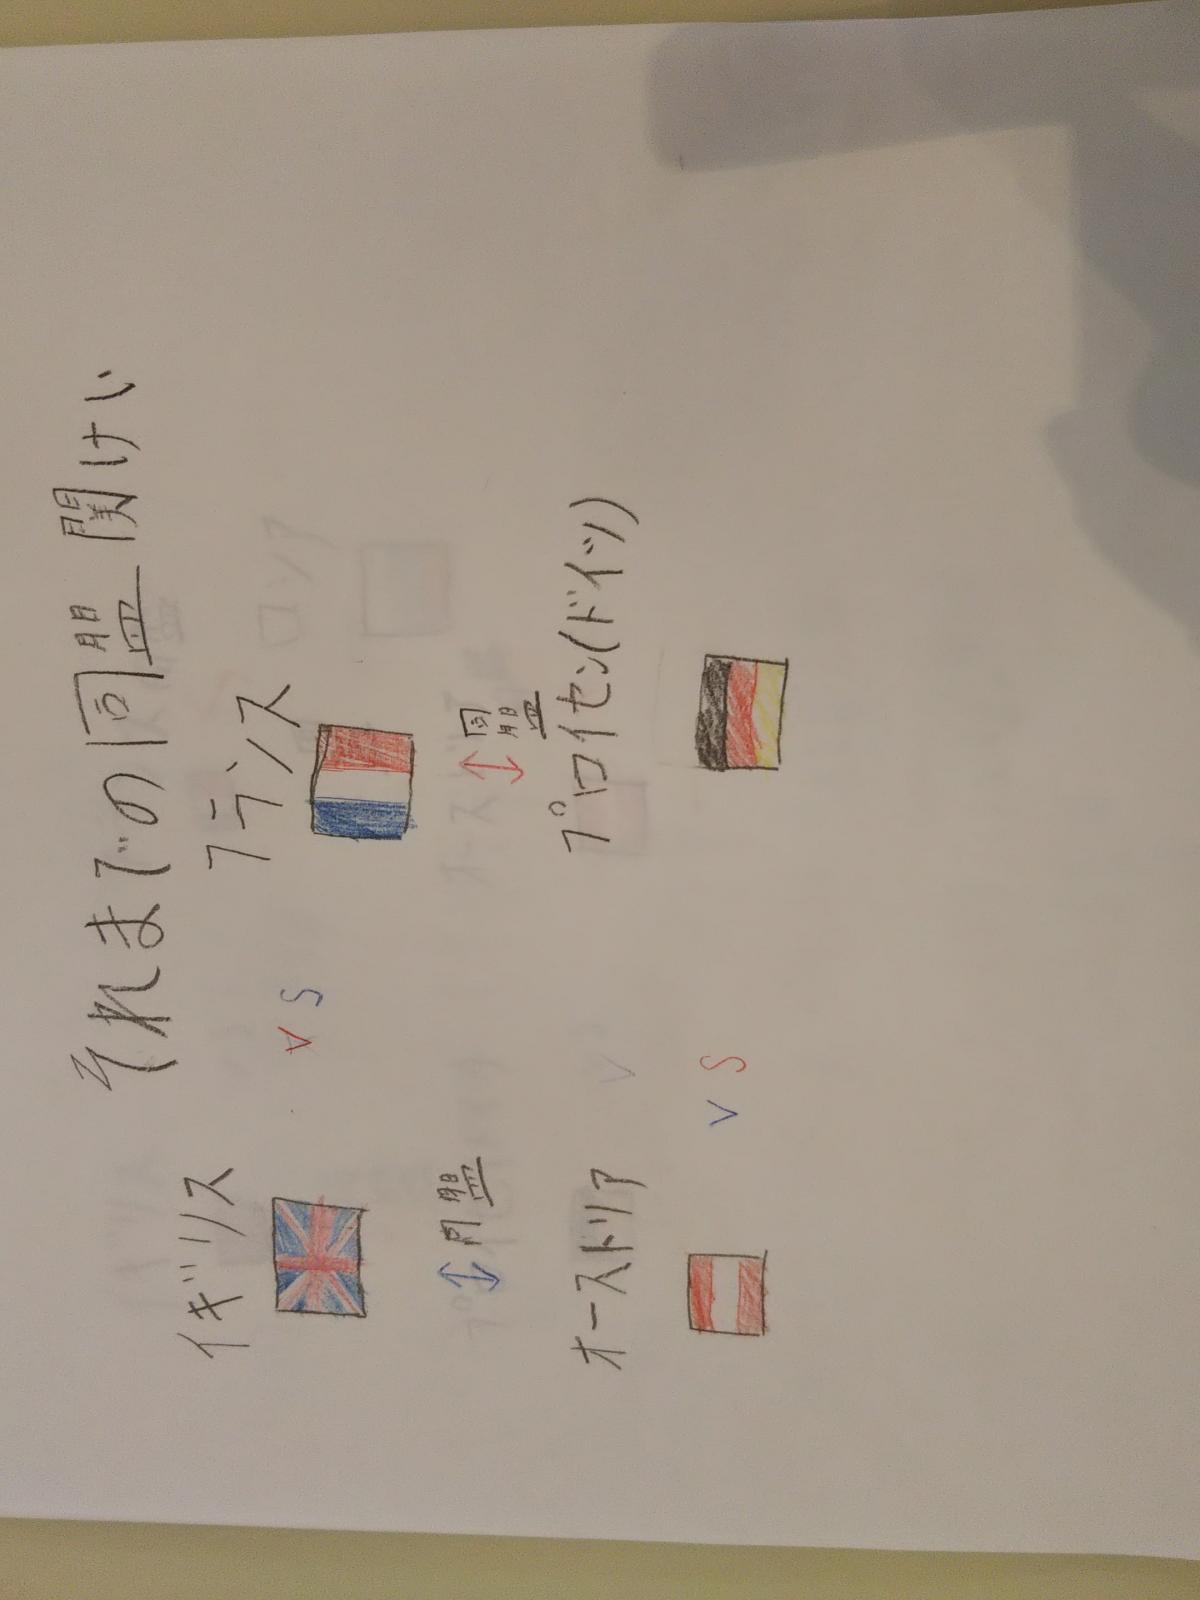 それまでの同盟関けい
イギリス
フランス
VS
同盟
同盟
オーストリア
プロイセン(ドイツ)
VS